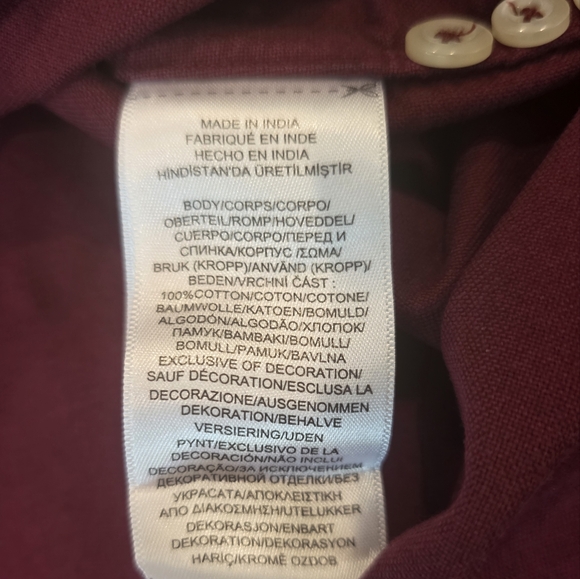 MADE IN INDIA
FABRIQUÉ EN INDE
HECHO EN INDIA
HİNDİSTAN'DA ÜRETİLMİŞTİR
BODY/CORPS/CORPO/
OBERTEIL/ROMP/HOVEDDEL/
CUERPO/CORPO/ПЕРЕД И
СПИНКА/КОРПУС /ΣΩΜΑ/
BRUK (KROPP)/ANVÄND (KROPP)/
BEDEN/VRCHNÍ ČÁST :
100%COTTON/COTON/COTONE/
BAUMWOLLE/KATOEN/BOMULD/
ALGODÓN/ALGODÃO/ХЛОПОК/
ПАМУК/ΒΑΜΒΑΚΙ/BOMULL/
BOMULL/PAMUK/BAVLNA
EXCLUSIVE OF DECORATION/
SAUF DÉCORATION/ESCLUSA LA
DECORAZIONE/AUSGENOMMEN
DEKORATION/BEHALVE
VERSIERING/UDEN
PYNT/EXCLUSIVO DE LA
DECORACIÓN/NÃO INCLUI
DECORAÇÃO/ЗА ИСКЛЮЧЕНИЕМ
ДЕКОРАТИВНОЙ ОТДЕЛКИ/БЕЗ
УКРАСАТА/ΑΠΟΚΛΕΙΣΤΙΚΗ
ΑΠΟ ΔΙΑΚΟΣΜΗΣΗ/UTELUKKER
DEKORASJON/ENBART
DEKORATION/DEKORASYON
HARİÇ/KROMĚ OZDOB